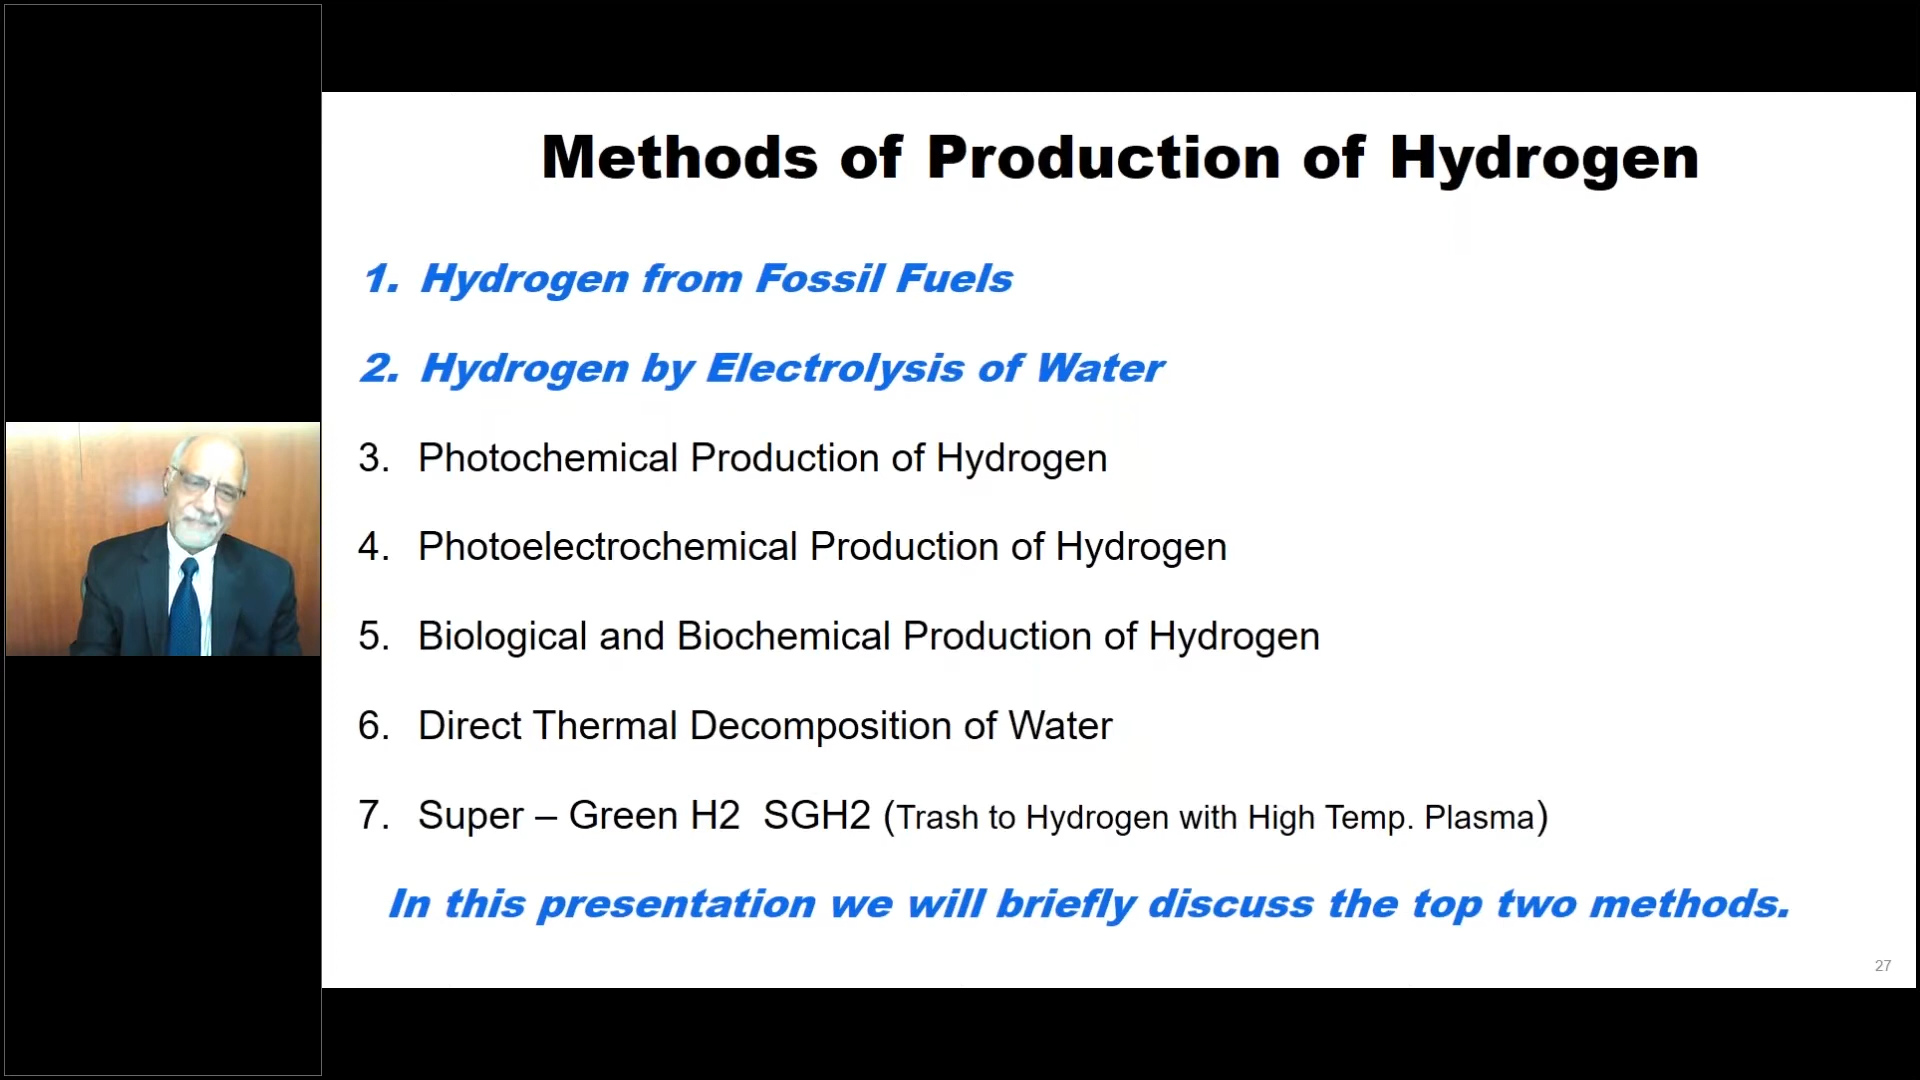 Methods of Production of Hydrogen
1. Hydrogen from Fossil Fuels
2. Hydrogen by Electrolysis of Water
3. Photochemical Production of Hydrogen
4. Photoelectrochemical Production of Hydrogen
5. Biological and Biochemical Production of Hydrogen
6. Direct Thermal Decomposition of Water
7. Super – Green H2  SGH2 (Trash to Hydrogen with High Temp. Plasma)
In this presentation we will briefly discuss the top two methods.
27